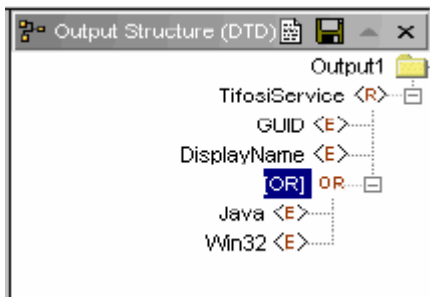 Output Structure (DTD)
Output1
TifosiService <R>
GUID <E>
DisplayName <E>
[OR] OR
Java <E>
Win32 <E>